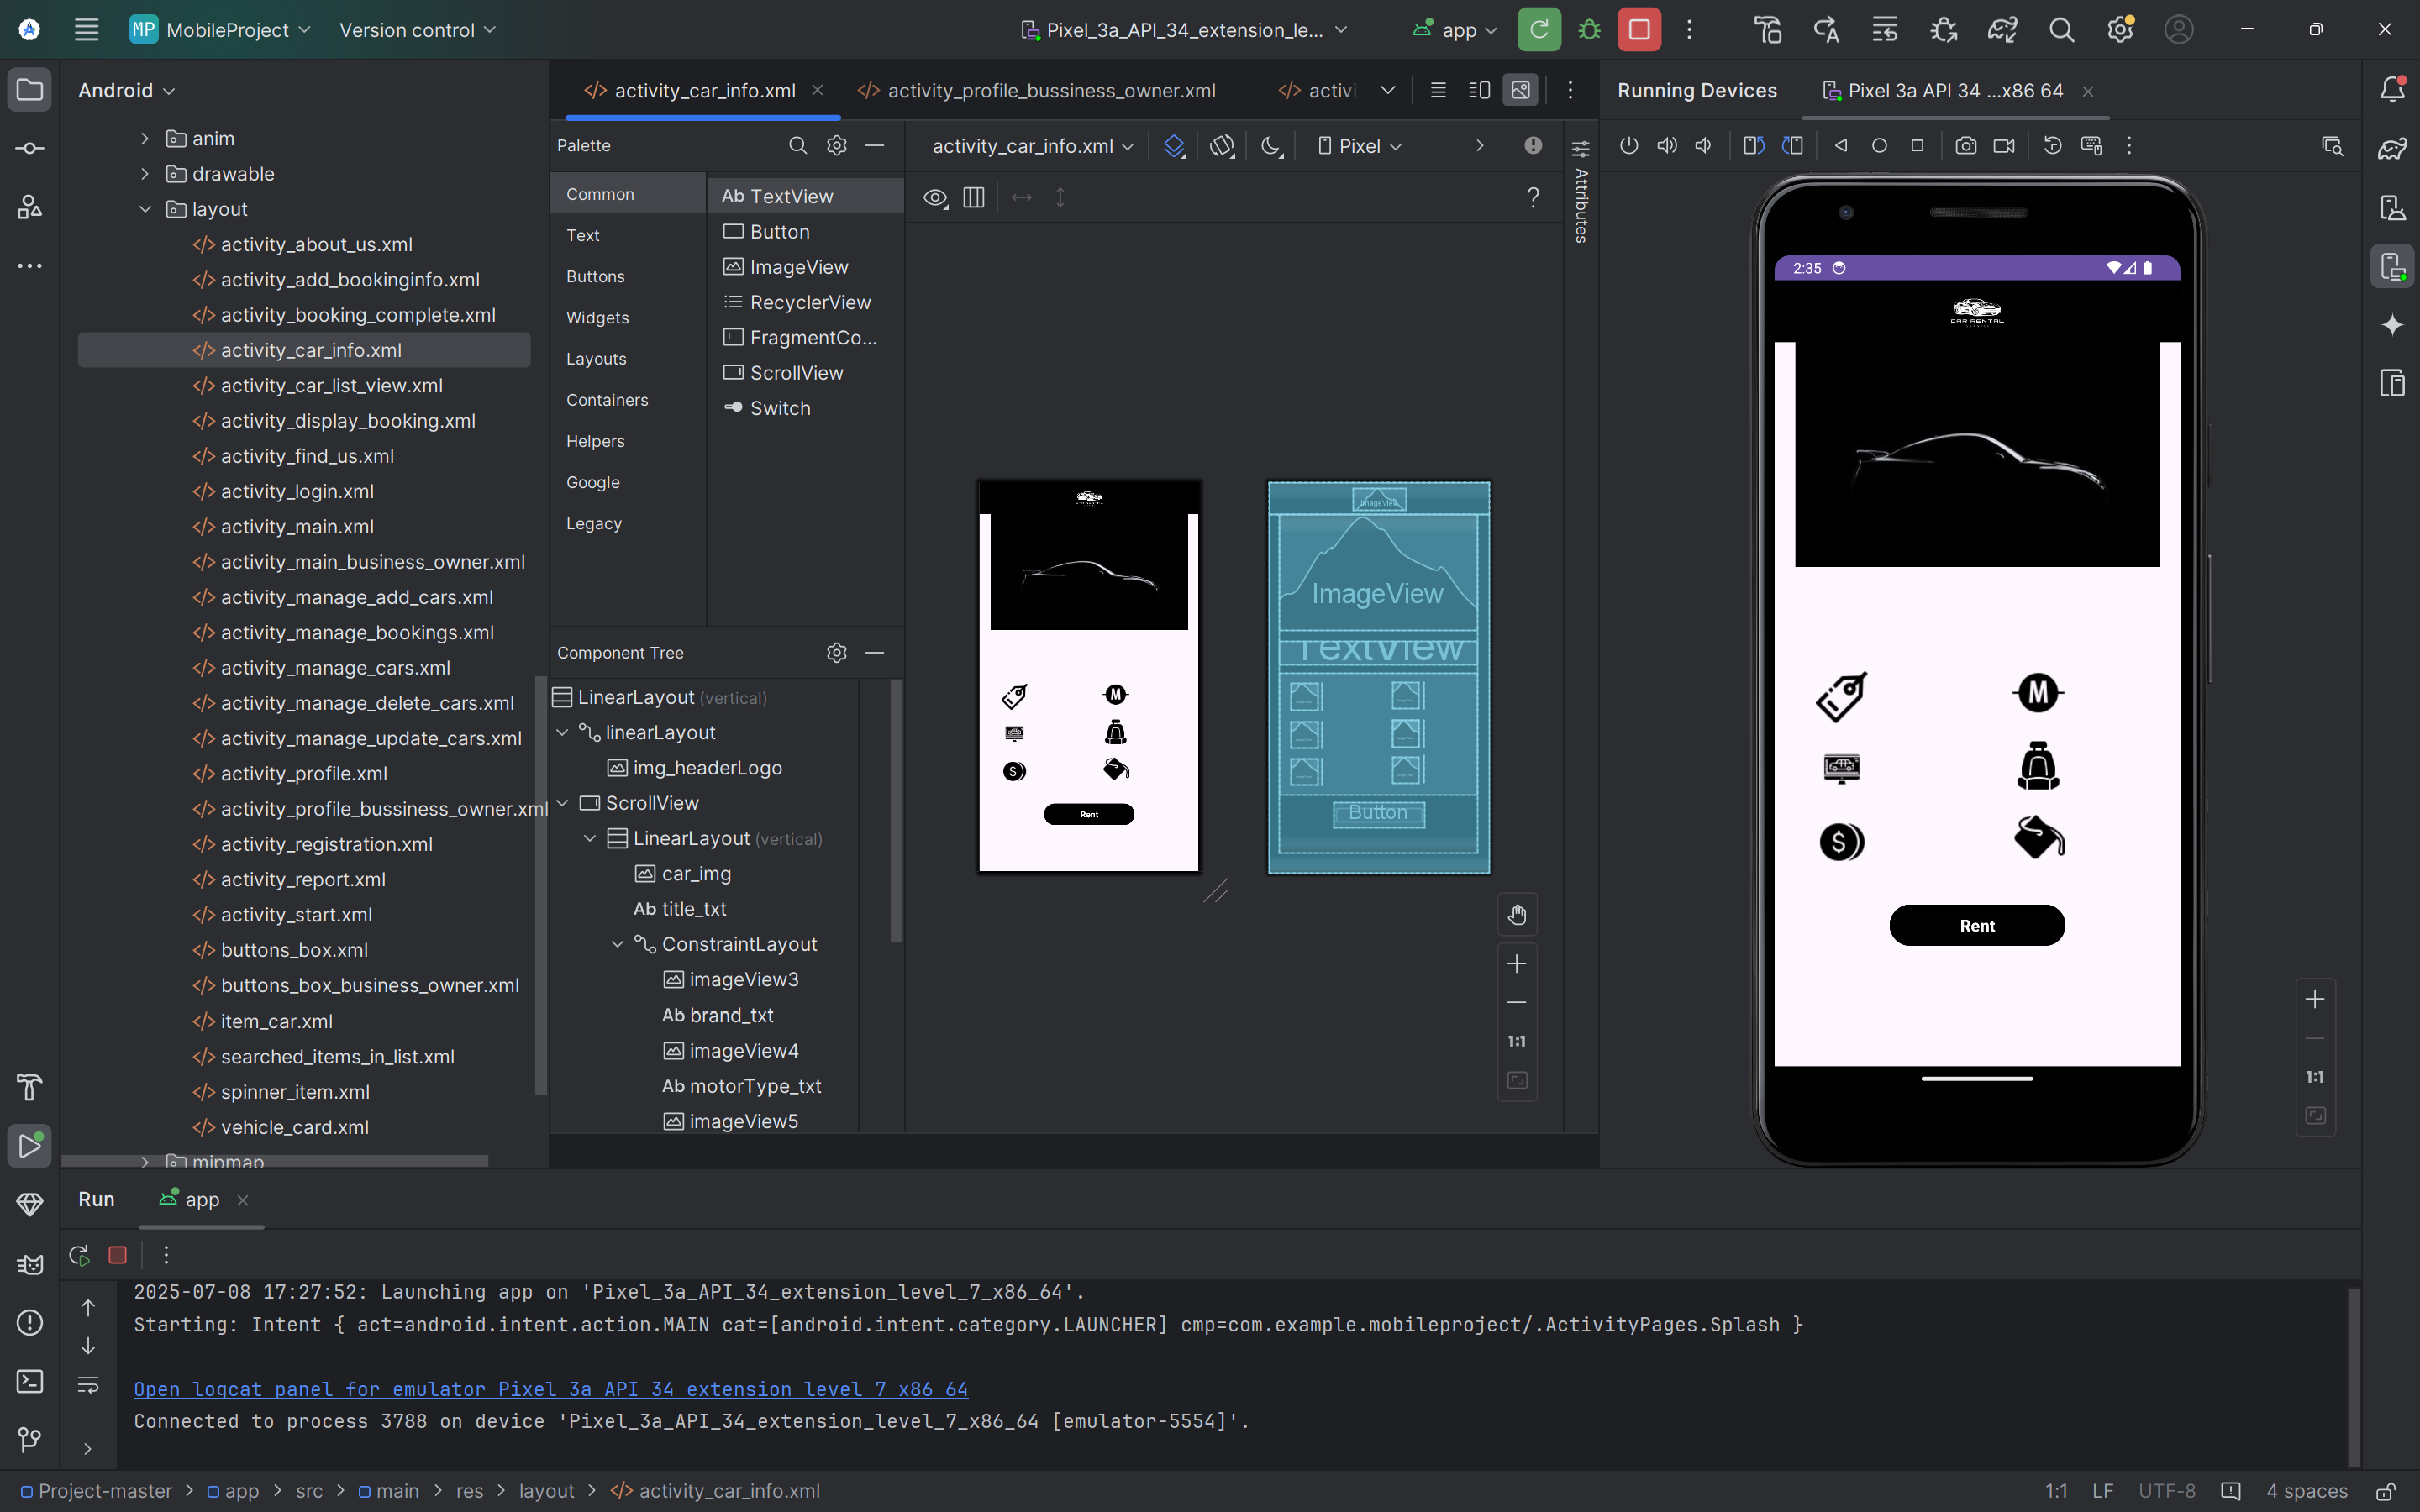 MP MobileProject Version control Pixel_3a_API_34_extension_le... app
Android
anim
drawable
layout
activity_about_us.xml
activity_add_bookinginfo.xml
activity_booking_complete.xml
activity_car_info.xml
activity_car_list_view.xml
activity_display_booking.xml
activity_find_us.xml
activity_login.xml
activity_main.xml
activity_main_business_owner.xml
activity_manage_add_cars.xml
activity_manage_bookings.xml
activity_manage_cars.xml
activity_manage_delete_cars.xml
activity_manage_update_cars.xml
activity_profile.xml
activity_profile_bussiness_owner.xml
activity_registration.xml
activity_report.xml
activity_start.xml
buttons_box.xml
buttons_box_business_owner.xml
item_car.xml
searched_items_in_list.xml
spinner_item.xml
vehicle_card.xml
mipmap
activity_car_info.xml activity_profile_bussiness_owner.xml activi
Palette
Common
Text
Buttons
Widgets
Layouts
Containers
Helpers
Google
Legacy
Ab TextView
Button
ImageView
RecyclerView
FragmentCo...
ScrollView
Switch
Component Tree
LinearLayout (vertical)
linearLayout
img_headerLogo
ScrollView
LinearLayout (vertical)
car_img
Ab title_txt
ConstraintLayout
imageView3
Ab brand_txt
imageView4
Ab motorType_txt
imageView5
activity_car_info.xml Pixel
?
Attributes
M
$
Rent
ImageView
ImageView
TextView
Button
1:1
Running Devices Pixel 3a API 34 ...x86 64
2:35
CAR RENTAL
M
$
Rent
1:1
Run app
2025-07-08 17:27:52: Launching app on 'Pixel_3a_API_34_extension_level_7_x86_64'.
Starting: Intent { act=android.intent.action.MAIN cat=[android.intent.category.LAUNCHER] cmp=com.example.mobileproject/.ActivityPages.Splash }
Open logcat panel for emulator Pixel 3a API 34 extension level 7 x86 64
Connected to process 3788 on device 'Pixel_3a_API_34_extension_level_7_x86_64 [emulator-5554]'.
Project-master > app > src > main > res > layout > activity_car_info.xml
1:1 LF UTF-8 4 spaces